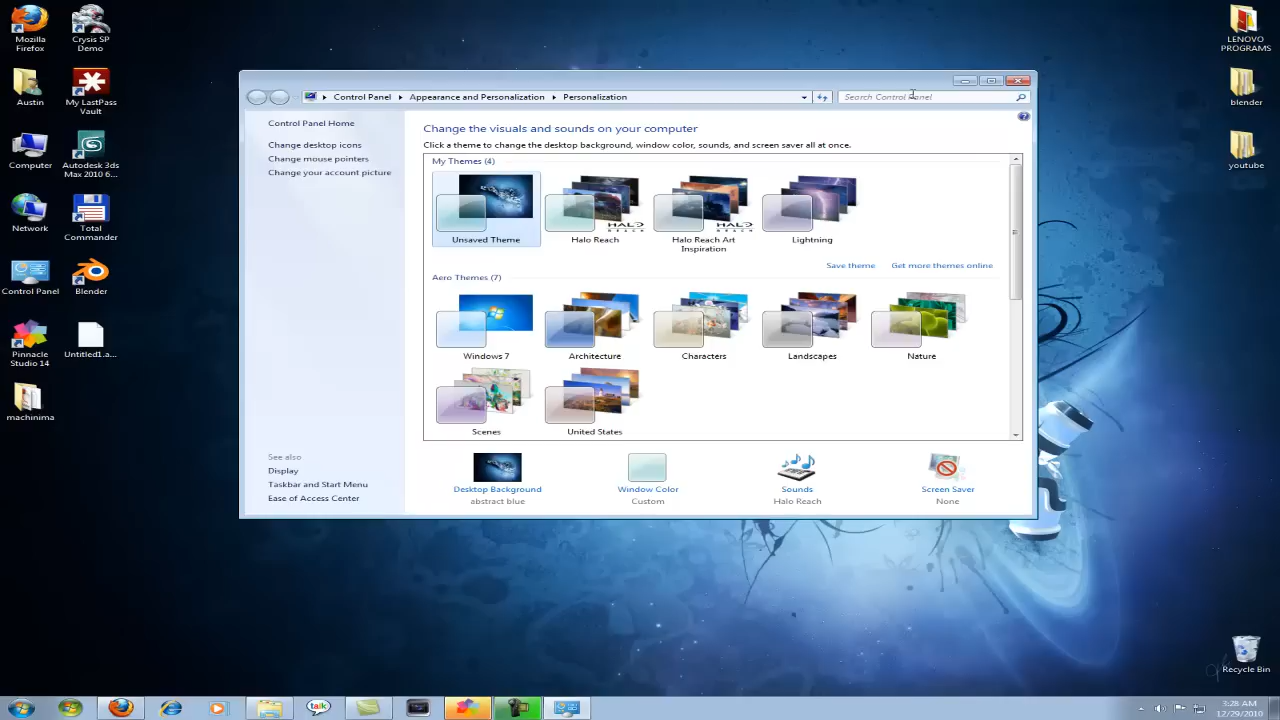 Mozilla Firefox
Crysis SP Demo
Austin
My LastPass Vault
Computer
Autodesk 3ds Max 2010 6...
Network
Total Commander
Control Panel
Blender
Pinnacle Studio 14
Untitled1.a...
machinima
LENOVO PROGRAMS
blender
youtube
Recycle Bin
Control Panel
Appearance and Personalization
Personalization
Search Control Panel
Control Panel Home
Change desktop icons
Change mouse pointers
Change your account picture
See also
Display
Taskbar and Start Menu
Ease of Access Center
Change the visuals and sounds on your computer
Click a theme to change the desktop background, window color, sounds, and screen saver all at once.
My Themes (4)
HALO REACH
HALO REACH
Unsaved Theme
Halo Reach
Halo Reach Art Inspiration
Lightning
Save theme
Get more themes online
Aero Themes (7)
Windows 7
Architecture
Characters
Landscapes
Nature
Scenes
United States
Desktop Background
abstract blue
Window Color
Custom
Sounds
Halo Reach
Screen Saver
None
talk
3:28 AM
12/29/2010